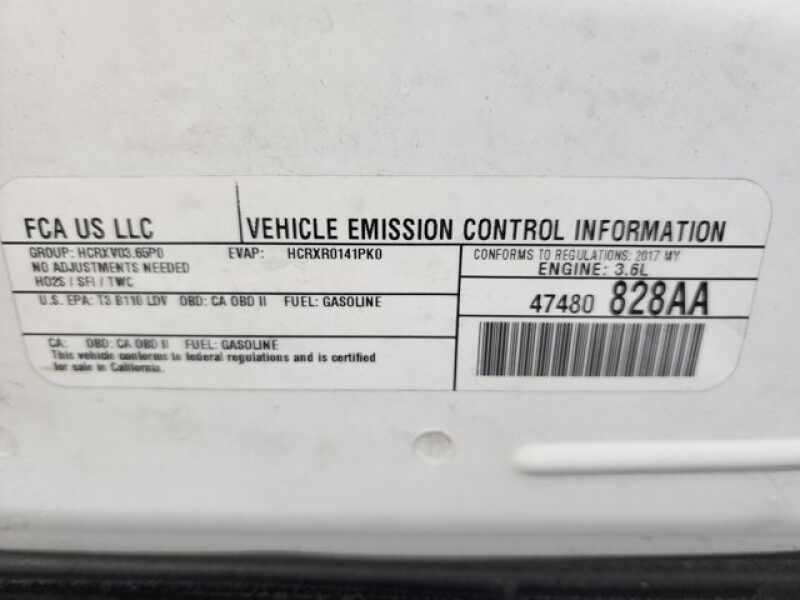 FCA US LLC
VEHICLE EMISSION CONTROL INFORMATION
GROUP: HCRXV03.65P0 EVAP: HCRXR0141PK0
NO ADJUSTMENTS NEEDED
HO2S / SFI / TWC
U.S. EPA: T3 B110 LDV OBD: CA OBD II FUEL: GASOLINE
CA: OBD: CA OBD II FUEL: GASOLINE
This vehicle conforms to federal regulations and is certified
for sale in California.
CONFORMS TO REGULATIONS: 2017 MY
ENGINE: 3.6L
47480 828AA